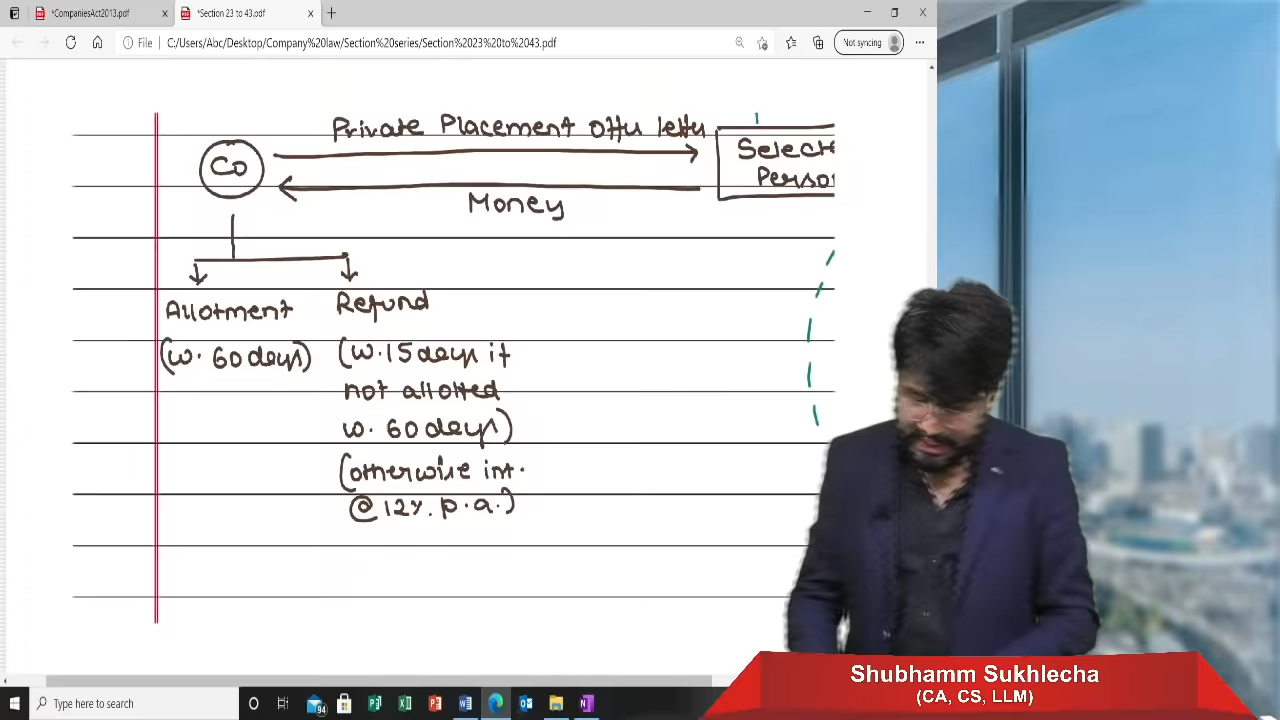 *CompaniesAct2013.pdf
*Section 23 to 43.pdf
File
C:/Users/Abc/Desktop/Company%20law/Section%20series/Section%2023%20to%2043.pdf
Not syncing
Private Placement offer letter
Co
Select
Perso
Money
Allotment
Refund
(w. 60 days)
(w. 15 days if
not allotted
w. 60 days)
(otherwise int.
@ 12%. p.a.)
Shubhamm Sukhlecha
(CA, CS, LLM)
Type here to search
94